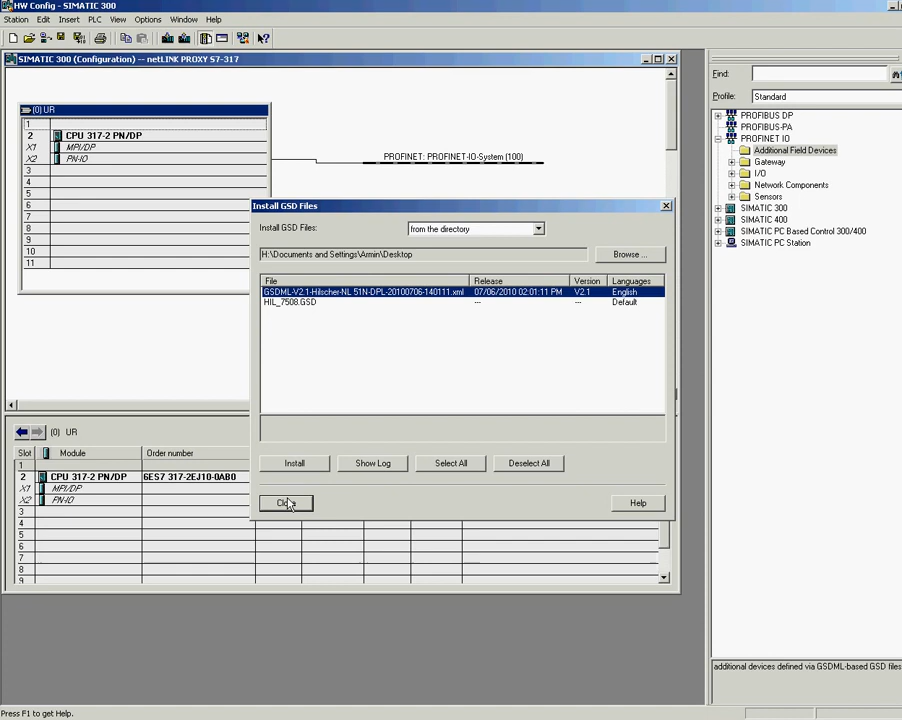 HW Config - SIMATIC 300
Station Edit Insert PLC View Options Window Help
SIMATIC 300 (Configuration) -- netLINK PROXY S7-317
(0) UR
1
2 CPU 317-2 PN/DP
X1 MPI/DP
X2 PN-IO
3
4
5
6
7
8
9
10
11
PROFINET: PROFINET-IO-System (100)
Install GSD Files
Install GSD Files: from the directory
H:\Documents and Settings\Armin\Desktop Browse ...
File Release Version Languages
GSDML-V2.1-Hilscher-NL 51N-DPL-20100706-140111.xml 07/06/2010 02:01:11 PM V2.1 English
HIL_7508.GSD --- --- Default
Install Show Log Select All Deselect All
Help
(0) UR
Slot Module Order number
1
2 CPU 317-2 PN/DP 6ES7 317-2EJ10-0AB0
X1 MPI/DP
X2 PN-IO
3
4
5
6
7
8
9
Find:
Profile: Standard
PROFIBUS DP
PROFIBUS-PA
PROFINET IO
Additional Field Devices
Gateway
I/O
Network Components
Sensors
SIMATIC 300
SIMATIC 400
SIMATIC PC Based Control 300/400
SIMATIC PC Station
additional devices defined via GSDML-based GSD files
Press F1 to get Help.